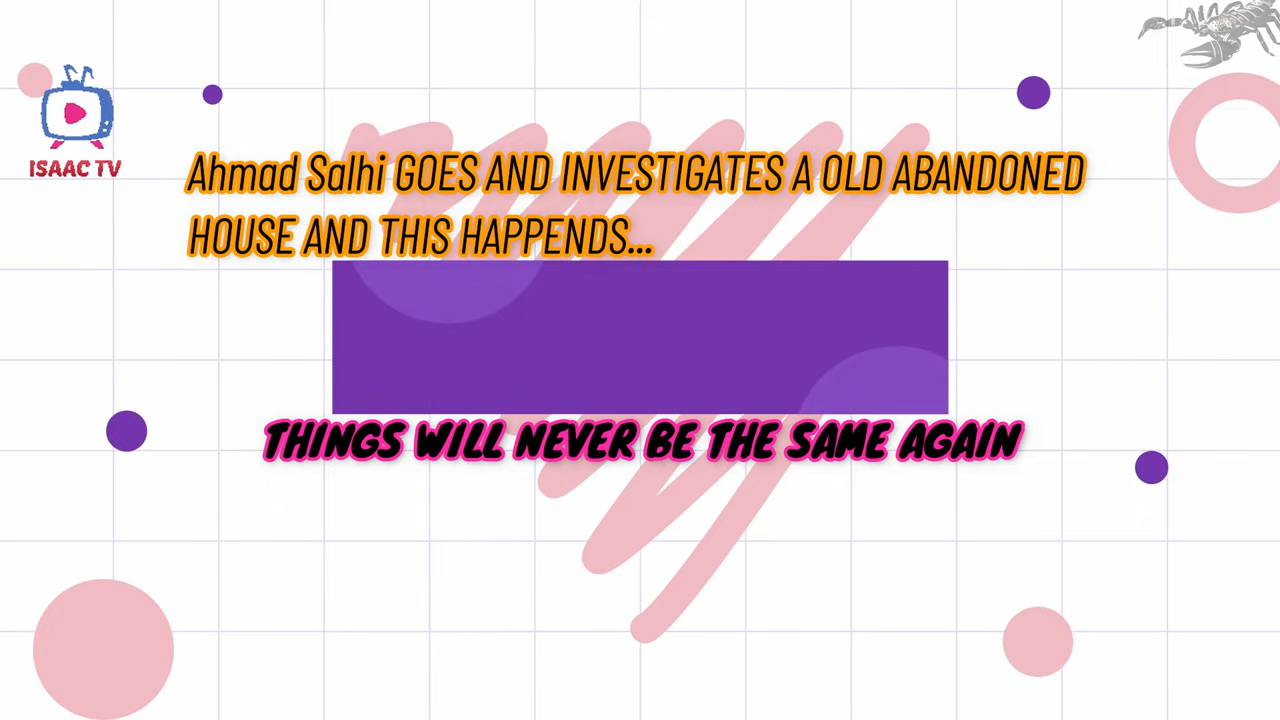 ISAAC TV
Ahmad Salhi GOES AND INVESTIGATES A OLD ABANDONED
HOUSE AND THIS HAPPENDS...
THINGS WILL NEVER BE THE SAME AGAIN